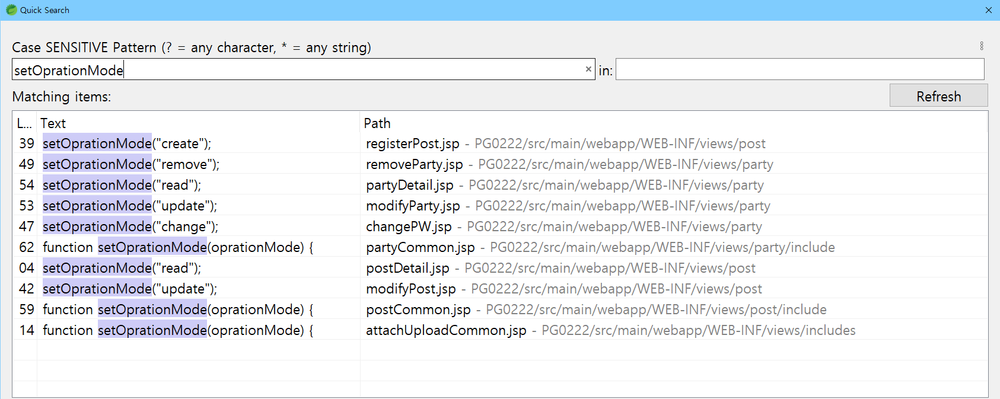 Quick Search
Case SENSITIVE Pattern (? = any character, * = any string)
setOprationMode × in:
Matching items:
Refresh
L... Text Path
39 setOprationMode("create"); registerPost.jsp - PG0222/src/main/webapp/WEB-INF/views/post
49 setOprationMode("remove"); removeParty.jsp - PG0222/src/main/webapp/WEB-INF/views/party
54 setOprationMode("read"); partyDetail.jsp - PG0222/src/main/webapp/WEB-INF/views/party
53 setOprationMode("update"); modifyParty.jsp - PG0222/src/main/webapp/WEB-INF/views/party
47 setOprationMode("change"); changePW.jsp - PG0222/src/main/webapp/WEB-INF/views/party
62 function setOprationMode(oprationMode) { partyCommon.jsp - PG0222/src/main/webapp/WEB-INF/views/party/include
04 setOprationMode("read"); postDetail.jsp - PG0222/src/main/webapp/WEB-INF/views/post
42 setOprationMode("update"); modifyPost.jsp - PG0222/src/main/webapp/WEB-INF/views/post
59 function setOprationMode(oprationMode) { postCommon.jsp - PG0222/src/main/webapp/WEB-INF/views/post/include
14 function setOprationMode(oprationMode) { attachUploadCommon.jsp - PG0222/src/main/webapp/WEB-INF/views/includes